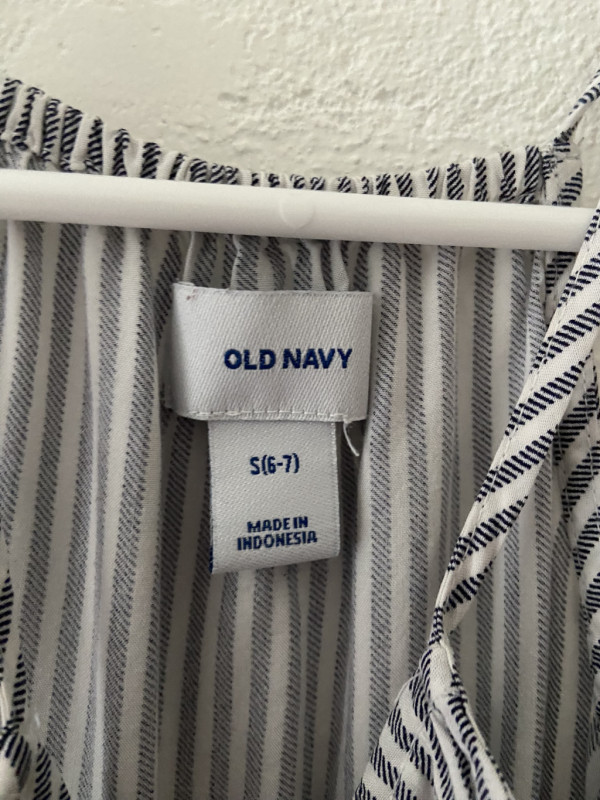 OLD NAVY
S(6-7)
MADE IN
INDONESIA